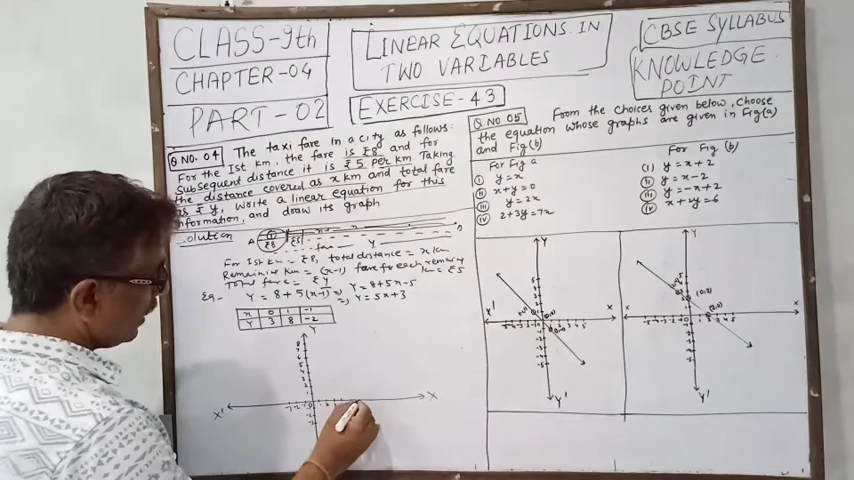 CLASS-9th
CHAPTER-04
PART-02
LINEAR EQUATIONS IN
TWO VARIABLES
EXERCISE-43
CBSE SYLLABUS
KNOWLEDGE
POINT
Q NO. 04 The taxi fare in a city as follows:
For the Ist km, the fare is ₹8 and for
Subsequent distance it is ₹5 per km. Taking
the distance covered as x km and total fare
as ₹ y, Write a linear equation for this
information, and draw its graph.
Solution
For Ist km = ₹8, total distance = x km
Remaining km = (x-1) fare for each remaing
km = ₹5
Total fare = ₹ y
Eq- Y = 8+5(x-1) => Y = 8+5x-5
=> Y = 5x+3
x 0 1 -1
Y 3 8 -2
Y
X' X
Q NO 05 From the choices given below, Choose
the equation whose graphs are given in Fig(a)
and Fig(b)
For Fig a
(i) y=x
(ii) x+y=0
(iii) y=2x
(iv) 2+3y=7x
For Fig (b)
(i) y=x+2
(ii) y=x-2
(iii) y=-x+2
(iv) x+2y=6
Y
X' X
Y'
Y
X
Y'